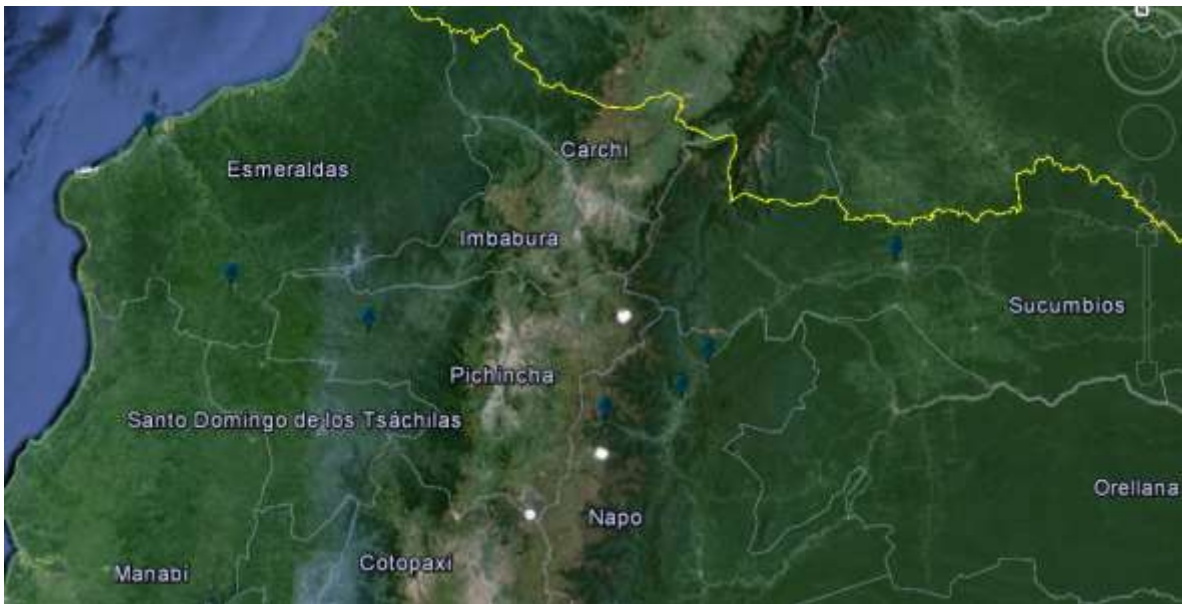 Carchi
Esmeraldas
Imbabura
Sucumbios
Pichincha
Santo Domingo de los Tsáchilas
Orellana
Napo
Cotopaxi
Manabi